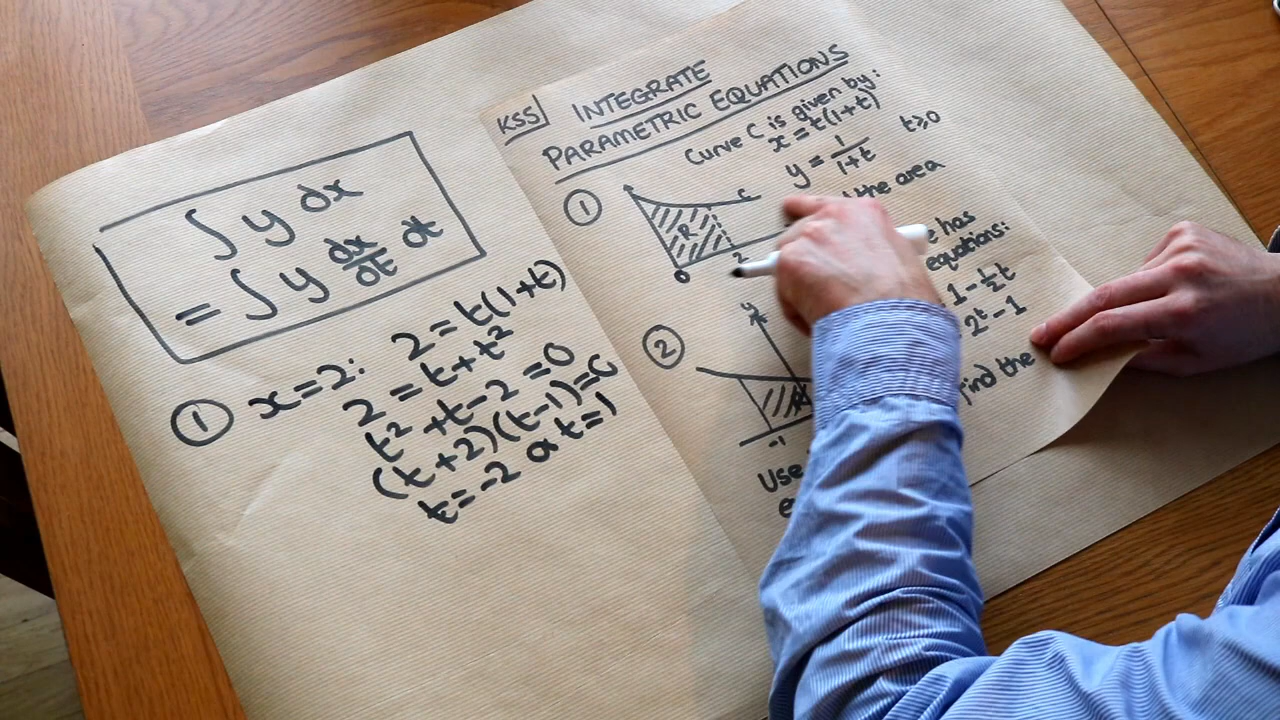 ∫ y dx
= ∫ y dx/dt dt
① x=2: 2 = t(1+t)
2 = t+t²
t²+t-2=0
(t+2)(t-1)=0
t=-2 or t=1
K55
INTEGRATE
PARAMETRIC EQUATIONS
Curve C is given by:
x = t(1+t)
y = 1/(1+t) t≥0
① C
R
0 2
the area
e has
equations:
1-½t
2^t-1
find the
② y
R
-1
Use